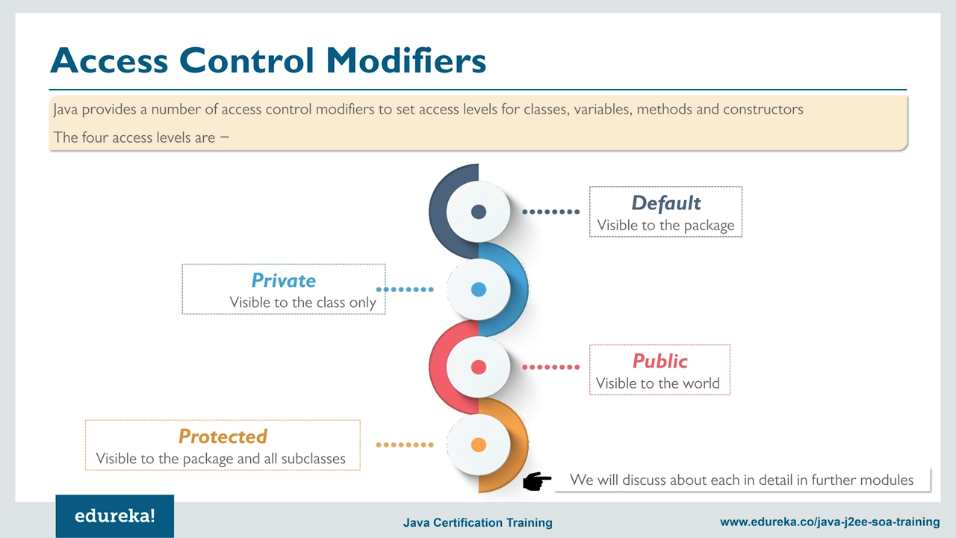 Access Control Modifiers
Java provides a number of access control modifiers to set access levels for classes, variables, methods and constructors
The four access levels are −
Default
Visible to the package
Private
Visible to the class only
Public
Visible to the world
Protected
Visible to the package and all subclasses
We will discuss about each in detail in further modules
edureka!
Java Certification Training
www.edureka.co/java-j2ee-soa-training